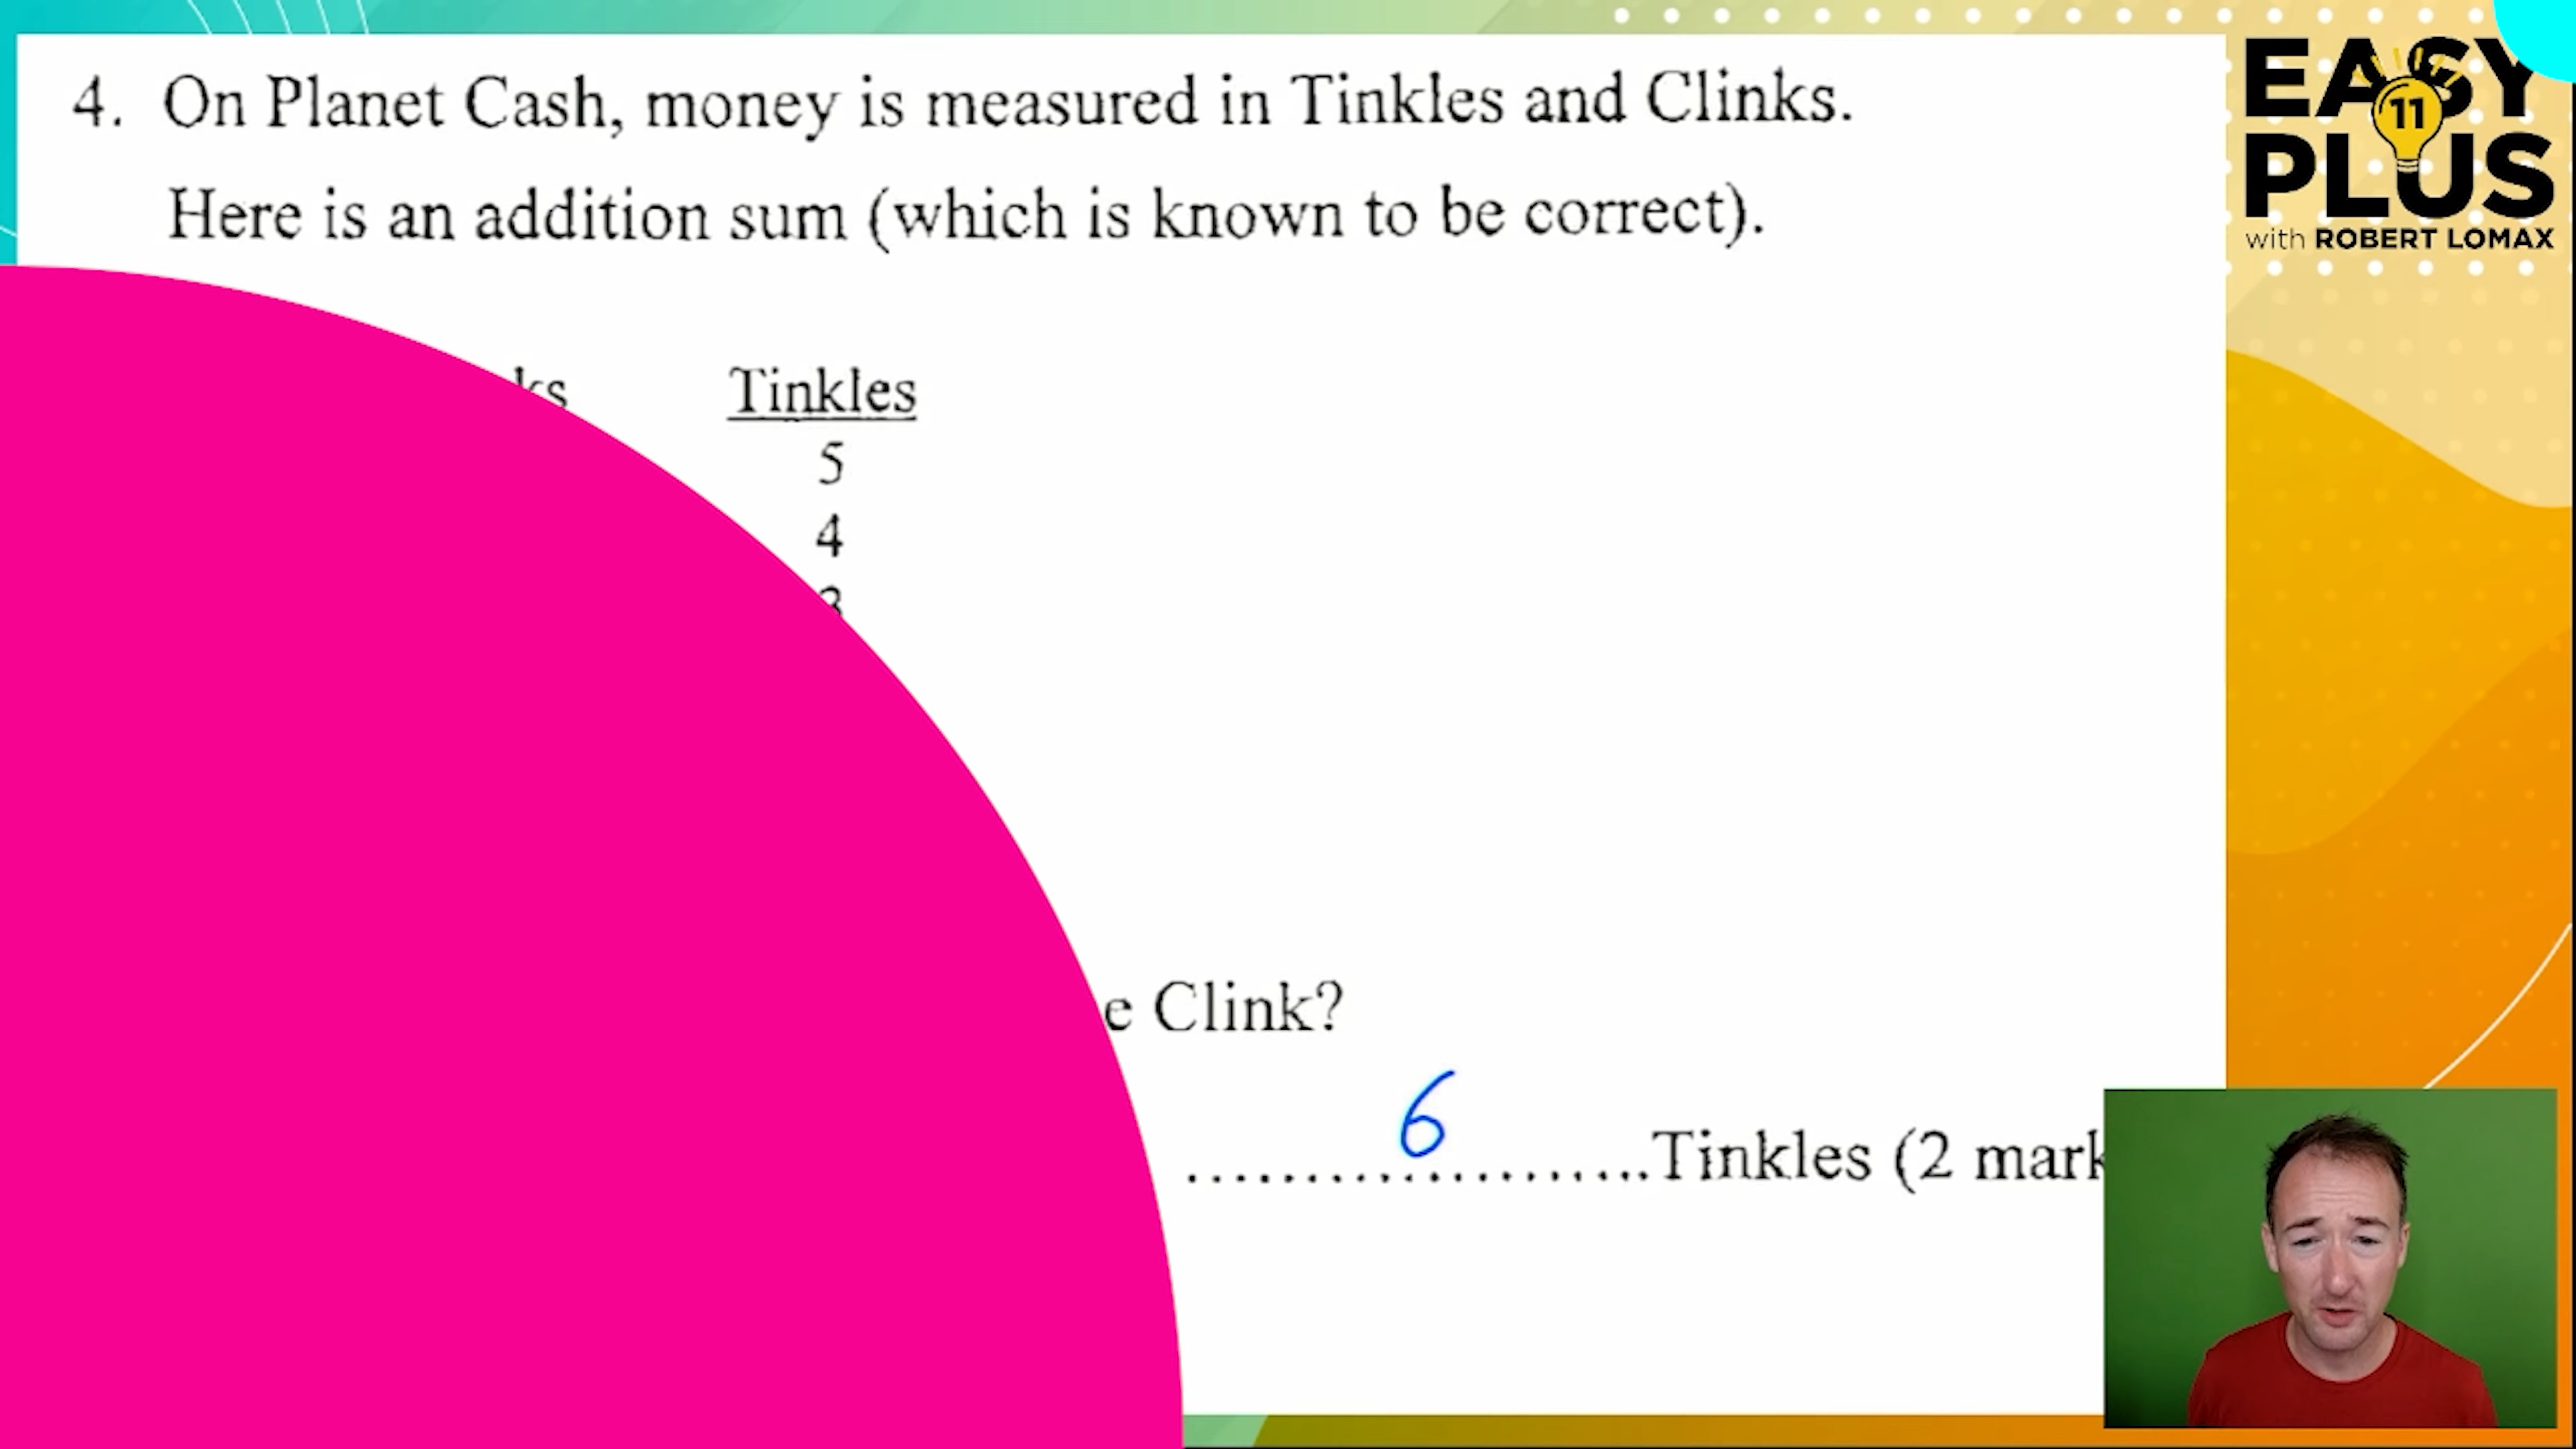 4. On Planet Cash, money is measured in Tinkles and Clinks.
Here is an addition sum (which is known to be correct).
Tinkles
5
4
3
Clink?
6
....................Tinkles (2
EASY
11
PLUS
with ROBERT LOMAX